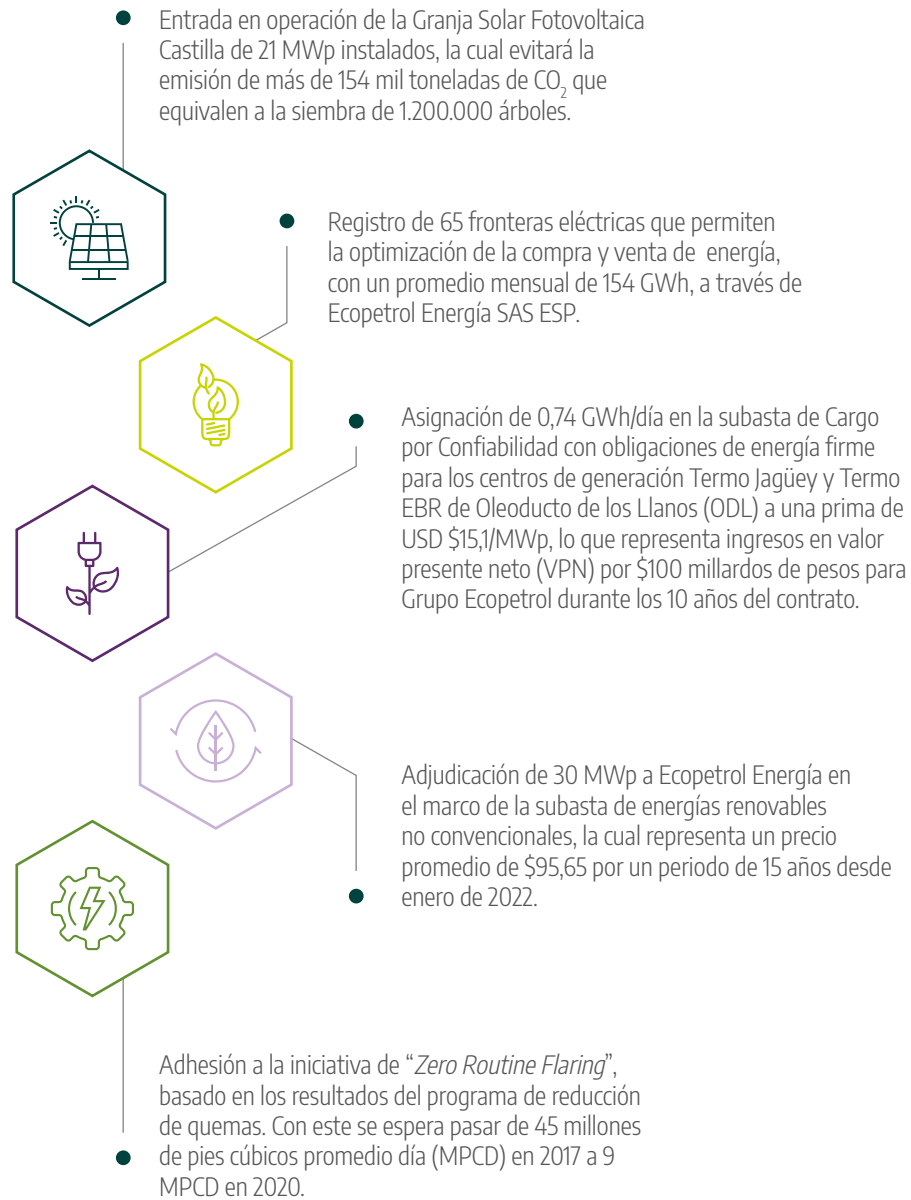 Entrada en operación de la Granja Solar Fotovoltaica
Castilla de 21 MWp instalados, la cual evitará la
emisión de más de 154 mil toneladas de CO₂ que
equivalen a la siembra de 1.200.000 árboles.
Registro de 65 fronteras eléctricas que permiten
la optimización de la compra y venta de energía,
con un promedio mensual de 154 GWh, a través de
Ecopetrol Energía SAS ESP.
Asignación de 0,74 GWh/día en la subasta de Cargo
por Confiabilidad con obligaciones de energía firme
para los centros de generación Termo Jagüey y Termo
EBR de Oleoducto de los Llanos (ODL) a una prima de
USD $15,1/MWp, lo que representa ingresos en valor
presente neto (VPN) por $100 millardos de pesos para
Grupo Ecopetrol durante los 10 años del contrato.
Adjudicación de 30 MWp a Ecopetrol Energía en
el marco de la subasta de energías renovables
no convencionales, la cual representa un precio
promedio de $95,65 por un periodo de 15 años desde
enero de 2022.
Adhesión a la iniciativa de “Zero Routine Flaring”,
basado en los resultados del programa de reducción
de quemas. Con este se espera pasar de 45 millones
de pies cúbicos promedio día (MPCD) en 2017 a 9
MPCD en 2020.